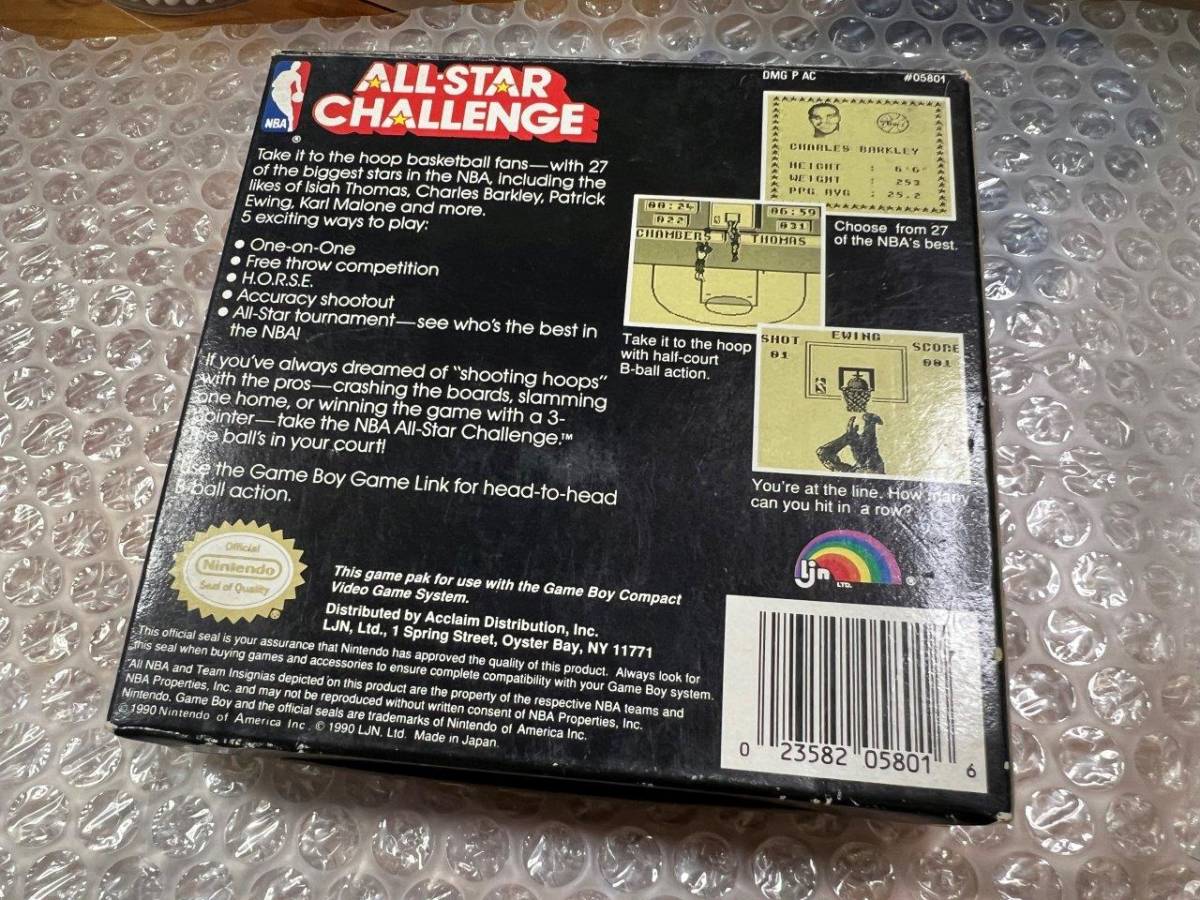 NBA
®
ALL★STAR
CHALLENGE
Take it to the hoop basketball fans—with 27
of the biggest stars in the NBA, including the
likes of Isiah Thomas, Charles Barkley, Patrick
Ewing, Karl Malone and more.
5 exciting ways to play:
• One-on-One
• Free throw competition
• H.O.R.S.E.
• Accuracy shootout
• All-Star tournament—see who's the best in
the NBA!
If you've always dreamed of "shooting hoops"
with the pros—crashing the boards, slamming
one home, or winning the game with a 3-
pointer—take the NBA All-Star Challenge.™
The ball's in your court!
Use the Game Boy Game Link for head-to-head
B-ball action.
DMG P AC
#05801
CHARLES BARKLEY
HEIGHT : 6'6"
WEIGHT : 253
PPG AVG : 25.2
Choose from 27
of the NBA's best.
00:24 06:59
022 031
CHAMBERS THOMAS
Take it to the hoop
with half-court
B-ball action.
SHOT EWING SCORE
01 001
You're at the line. How many
can you hit in a row?
Official
Nintendo
Seal of Quality
®
This game pak for use with the Game Boy Compact
Video Game System.
Distributed by Acclaim Distribution, Inc.
LJN, Ltd., 1 Spring Street, Oyster Bay, NY 11771
ljn LTD. ®
This official seal is your assurance that Nintendo has approved the quality of this product. Always look for
this seal when buying games and accessories to ensure complete compatibility with your Game Boy system.
"All NBA and Team Insignias depicted on this product are the property of the respective NBA teams and
NBA Properties, Inc. and may not be reproduced without written consent of NBA Properties, Inc.
Nintendo, Game Boy and the official seals are trademarks of Nintendo of America Inc.
©1990 Nintendo of America Inc. © 1990 LJN, Ltd. Made in Japan.
0 23582 05801 6